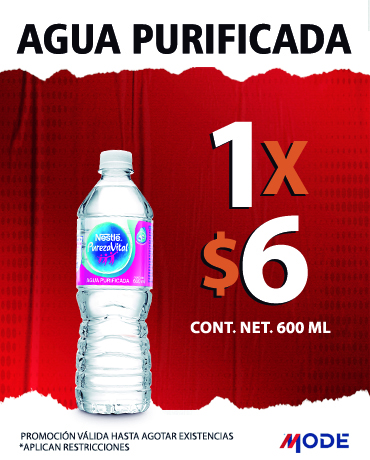 AGUA PURIFICADA
1X
$6
CONT. NET. 600 ML
Nestlé.
PurezaVital
AGUA PURIFICADA
PROMOCIÓN VÁLIDA HASTA AGOTAR EXISTENCIAS
*APLICAN RESTRICCIONES
MODE